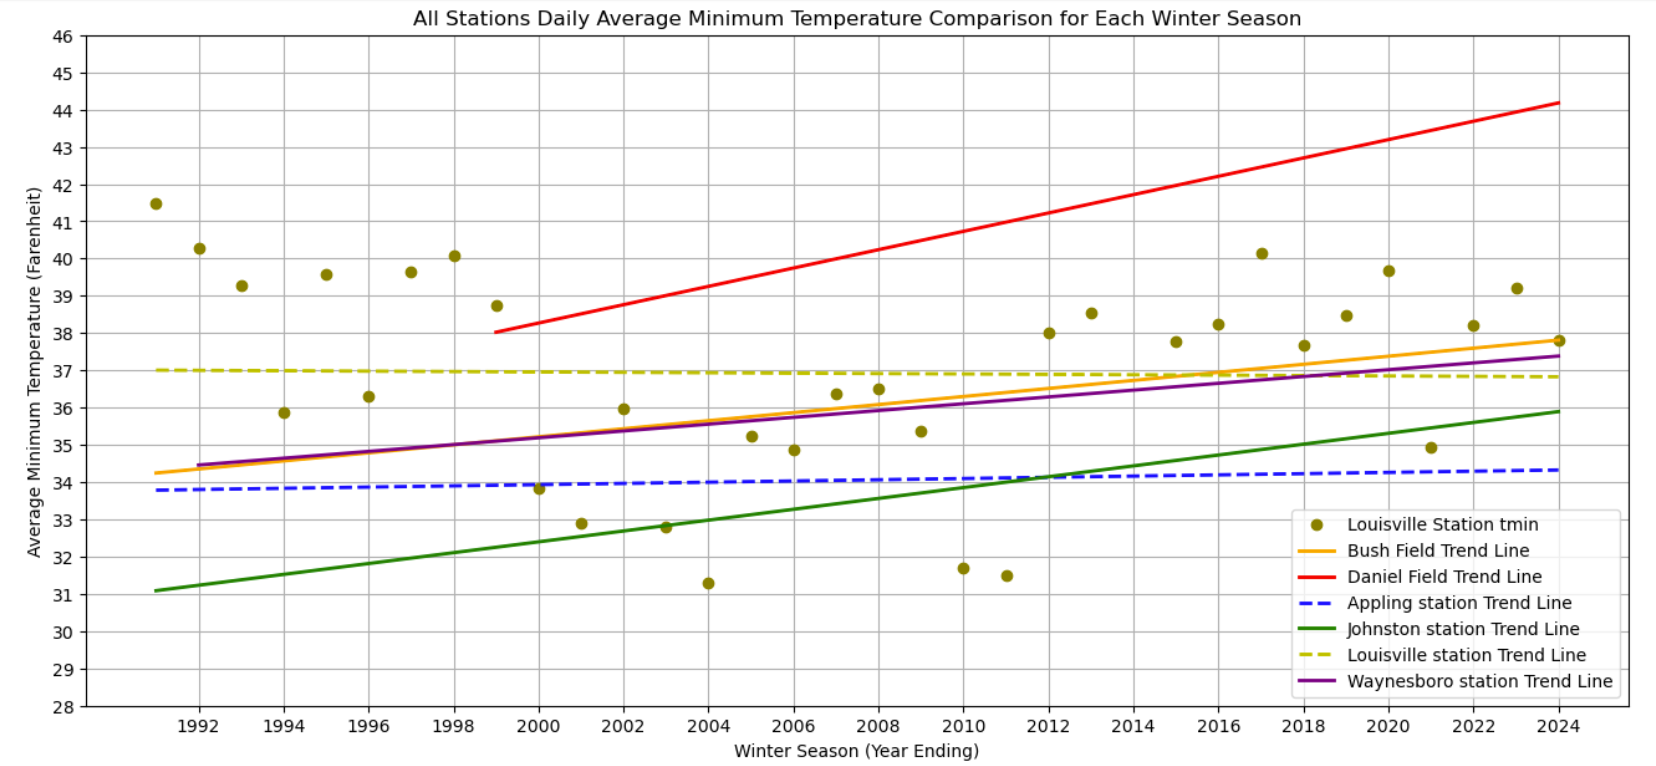 All Stations Daily Average Minimum Temperature Comparison for Each Winter Season
Average Minimum Temperature (Farenheit)
46
45
44
43
42
41
40
39
38
37
36
35
34
33
32
31
30
29
28
Louisville Station tmin
Bush Field Trend Line
Daniel Field Trend Line
Appling station Trend Line
Johnston station Trend Line
Louisville station Trend Line
Waynesboro station Trend Line
1992 1994 1996 1998 2000 2002 2004 2006 2008 2010 2012 2014 2016 2018 2020 2022 2024
Winter Season (Year Ending)